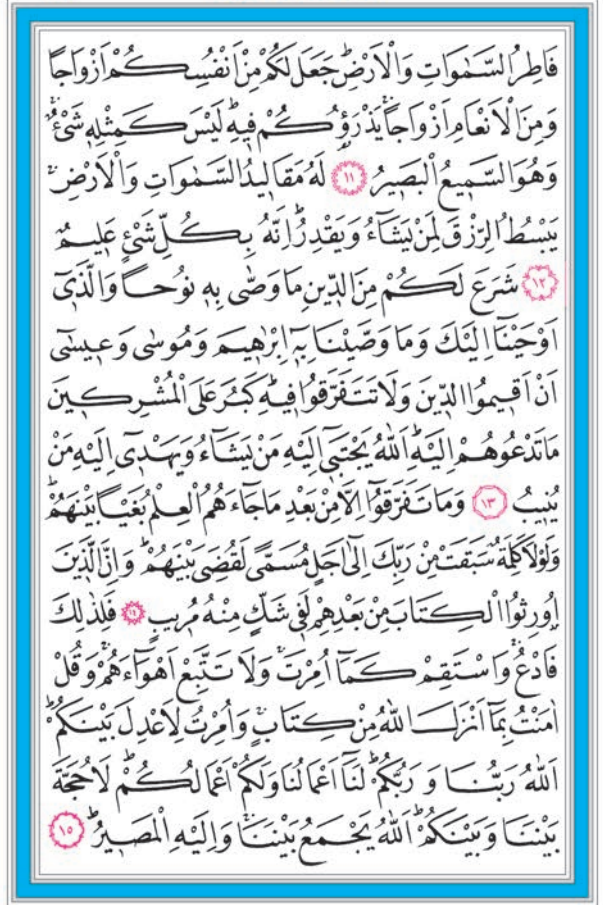 فَاطِرُ السَّمٰوَاتِ وَالْاَرْضِۜ جَعَلَ لَكُمْ مِنْ اَنْفُسِكُمْ اَزْوَاجًا
وَمِنَ الْاَنْعَامِ اَزْوَاجًاۚ يَذْرَؤُ۬كُمْ ف۪يهِۜ لَيْسَ كَمِثْلِه۪ شَيْءٌۚ
وَهُوَ السَّم۪يعُ الْبَص۪يرُ ﴿١١﴾ لَهُ مَقَال۪يدُ السَّمٰوَاتِ وَالْاَرْضِۚ
يَبْسُطُ الرِّزْقَ لِمَنْ يَشَٓاءُ وَيَقْدِرُۜ اِنَّهُ بِكُلِّ شَيْءٍ عَل۪يمٌ
﴿١٢﴾ شَرَعَ لَكُمْ مِنَ الدّ۪ينِ مَا وَصّٰى بِه۪ نُوحًا وَالَّذ۪ٓي
اَوْحَيْنَٓا اِلَيْكَ وَمَا وَصَّيْنَا بِه۪ٓ اِبْرٰه۪يمَ وَمُوسٰى وَع۪يسٰٓى
اَنْ اَق۪يمُوا الدّ۪ينَ وَلَا تَتَفَرَّقُوا ف۪يهِۜ كَبُرَ عَلَى الْمُشْرِك۪ينَ
مَا تَدْعُوهُمْ اِلَيْهِۜ اَللّٰهُ يَجْتَب۪ٓي اِلَيْهِ مَنْ يَشَٓاءُ وَيَهْد۪ٓي اِلَيْهِ مَنْ
يُن۪يبُ ﴿١٣﴾ وَمَا تَفَرَّقُٓوا اِلَّا مِنْ بَعْدِ مَا جَٓاءَهُمُ الْعِلْمُ بَغْيًا بَيْنَهُمْۜ
وَلَوْلَا كَلِمَةٌ سَبَقَتْ مِنْ رَبِّكَ اِلٰٓى اَجَلٍ مُسَمًّى لَقُضِيَ بَيْنَهُمْۜ وَاِنَّ الَّذ۪ينَ
اُو۫رِثُوا الْكِتَابَ مِنْ بَعْدِهِمْ لَف۪ي شَكٍّ مِنْهُ مُر۪يبٍ ﴿١٤﴾ فَلِذٰلِكَ
فَادْعُۚ وَاسْتَقِمْ كَمَٓا اُمِرْتَۚ وَلَا تَتَّبِعْ اَهْوَٓاءَهُمْۚ وَقُلْ
اٰمَنْتُ بِمَٓا اَنْزَلَ اللّٰهُ مِنْ كِتَابٍۚ وَاُمِرْتُ لِاَعْدِلَ بَيْنَكُمْۜ
اَللّٰهُ رَبُّنَا وَرَبُّكُمْۜ لَنَٓا اَعْمَالُنَا وَلَكُمْ اَعْمَالُكُمْۜ لَا حُجَّةَ
بَيْنَنَا وَبَيْنَكُمْۜ اَللّٰهُ يَجْمَعُ بَيْنَنَاۚ وَاِلَيْهِ الْمَص۪يرُۜ ﴿١٥﴾